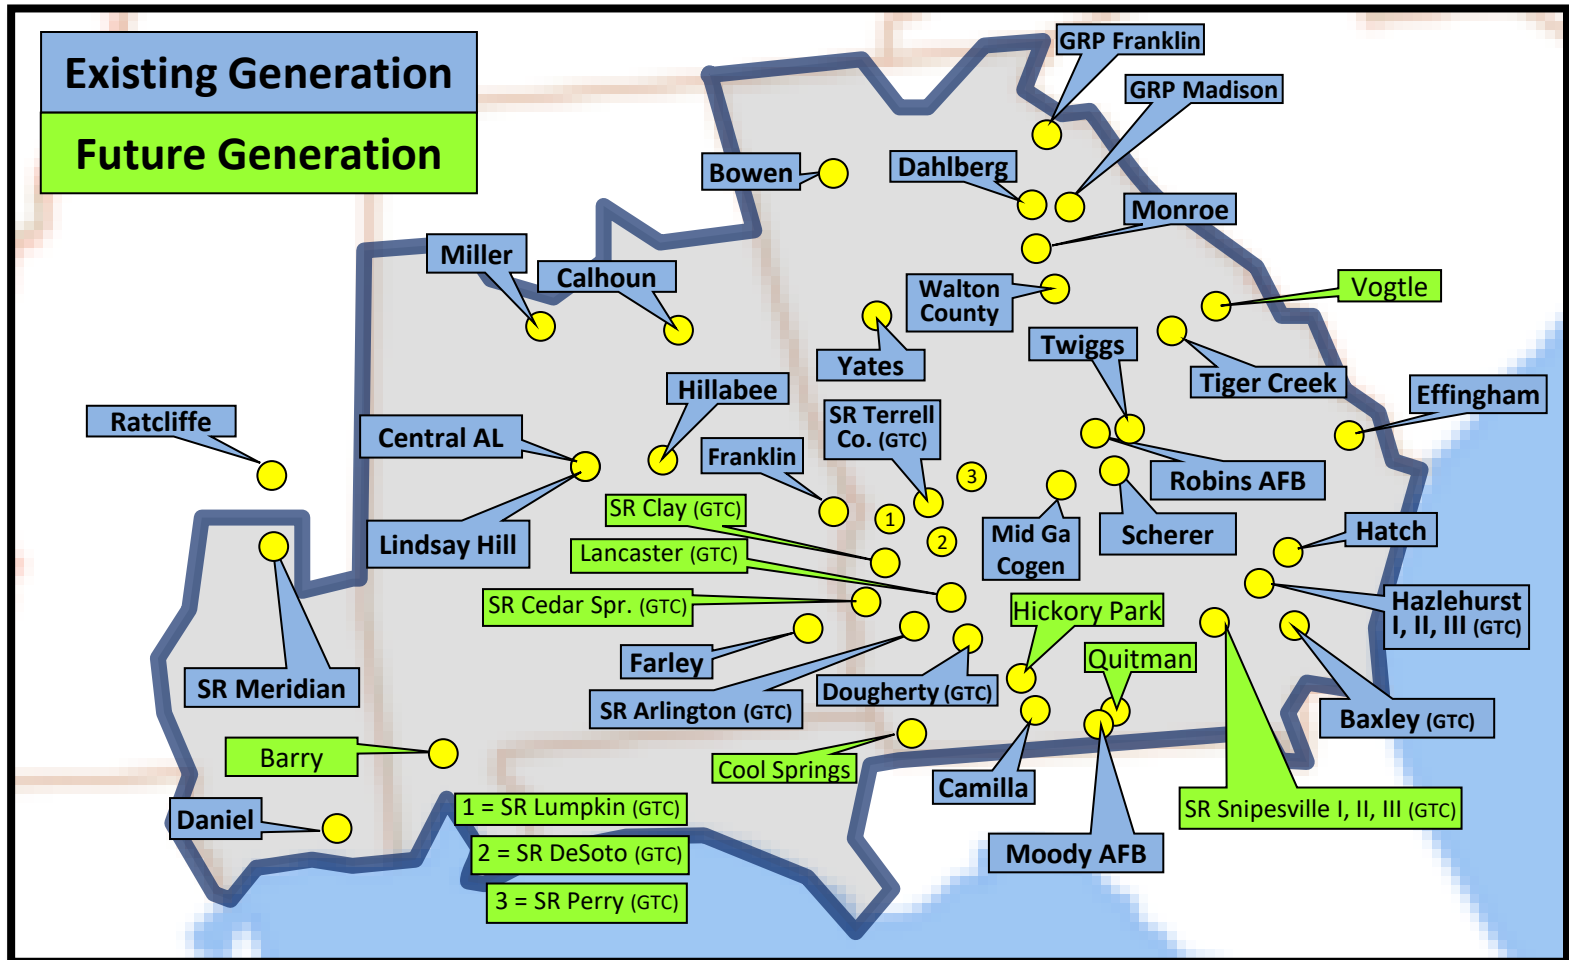 Existing Generation
Future Generation
GRP Franklin
GRP Madison
Bowen
Dahlberg
Monroe
Miller
Calhoun
Walton
County
Vogtle
Yates
Twiggs
Tiger Creek
Hillabee
Effingham
Ratcliffe
Central AL
SR Terrell
Co. (GTC)
Franklin
3
Robins AFB
SR Clay (GTC)
1
2
Lindsay Hill
Lancaster (GTC)
Mid Ga
Cogen
Scherer
Hatch
SR Cedar Spr. (GTC)
Hickory Park
Hazlehurst
I, II, III (GTC)
Farley
Quitman
SR Meridian
SR Arlington (GTC)
Dougherty (GTC)
Baxley (GTC)
Barry
Cool Springs
Camilla
SR Snipesville I, II, III (GTC)
Daniel
1 = SR Lumpkin (GTC)
2 = SR DeSoto (GTC)
Moody AFB
3 = SR Perry (GTC)